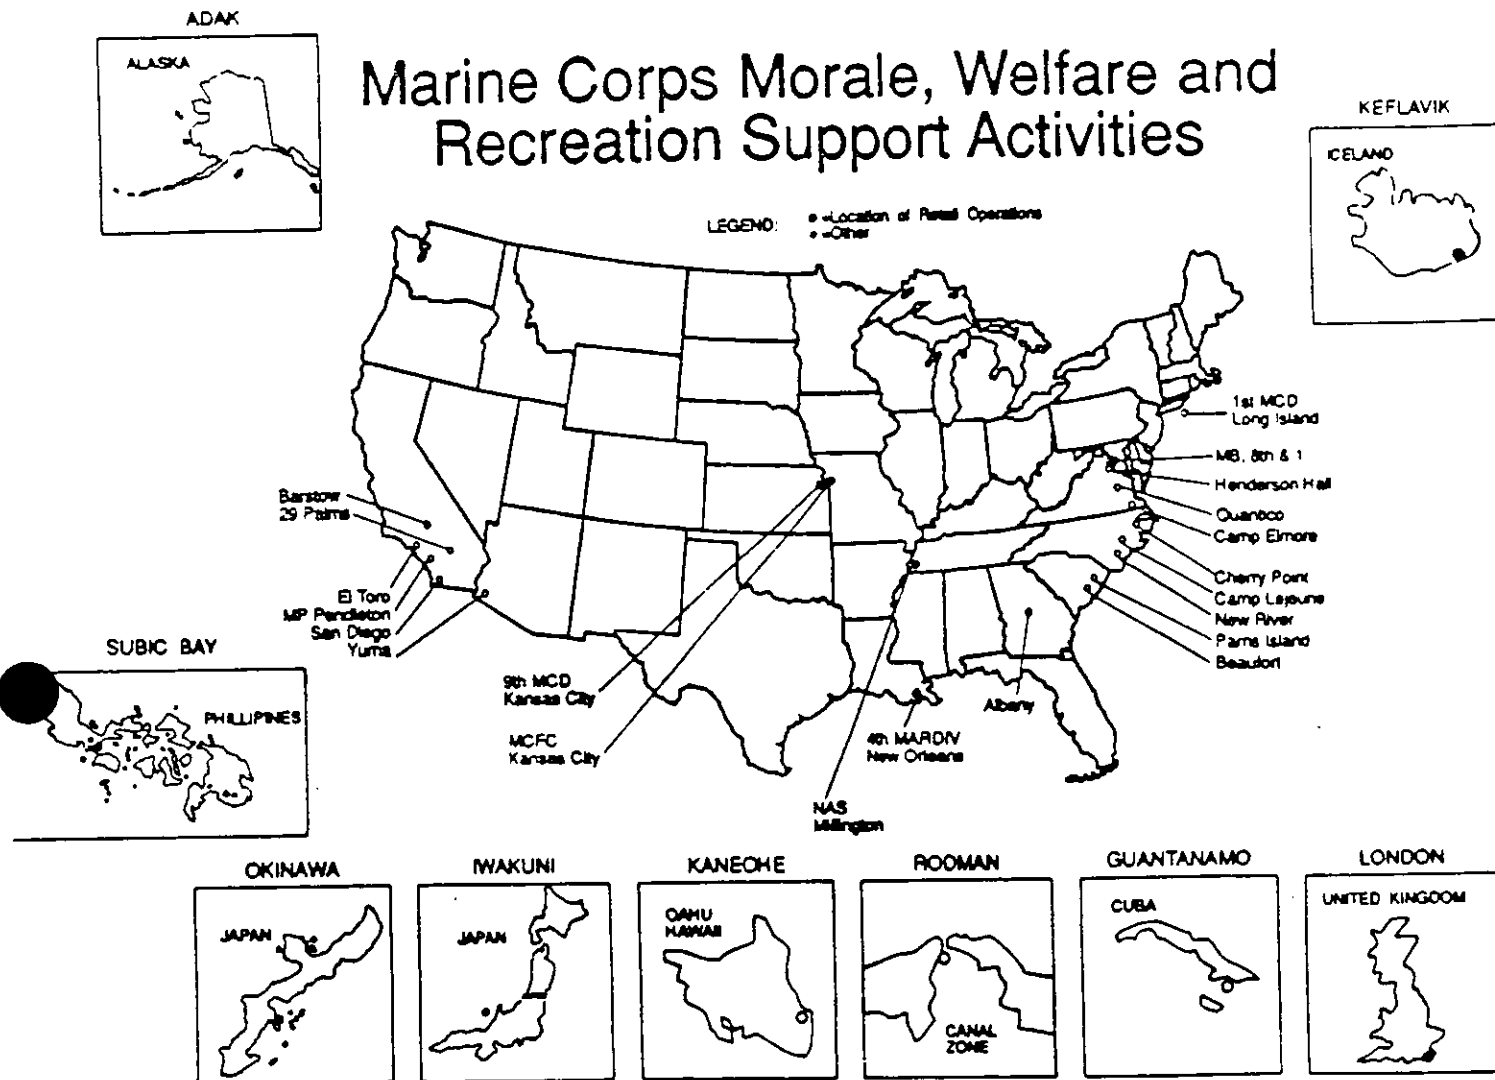 ADAK
ALASKA
Marine Corps Morale, Welfare and
Recreation Support Activities
KEFLAVIK
ICELAND
LEGEND:
=Location of Retail Operations
=Other
1st MCD
Long Island
MB, 8th & 1
Henderson Hall
Quantico
Camp Elmore
Cherry Point
Camp Lejeune
New River
Parris Island
Beaufort
Barstow
29 Palms
El Toro
MP Pendleton
San Diego
Yuma
SUBIC BAY
PHILLIPINES
9th MCD
Kansas City
MCFC
Kansas City
Albany
4th MARDIV
New Orleans
NAS
Millington
OKINAWA
JAPAN
IWAKUNI
JAPAN
KANEOHE
OAHU
HAWAII
ROOMAN
CANAL
ZONE
GUANTANAMO
CUBA
LONDON
UNITED KINGDOM